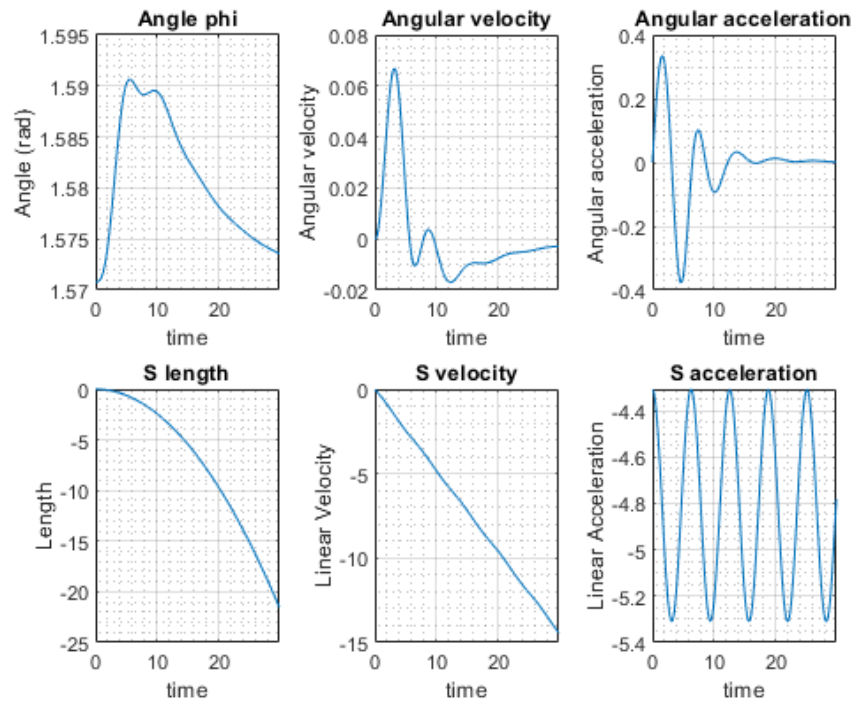 Angle phi
Angle (rad)
1.595
1.59
1.585
1.58
1.575
1.57
0 10 20
time
Angular velocity
Angular velocity
0.08
0.06
0.04
0.02
0
-0.02
0 10 20
time
Angular acceleration
Angular acceleration
0.4
0.2
0
-0.2
-0.4
0 10 20
time
S length
Length
0
-5
-10
-15
-20
-25
0 10 20
time
S velocity
Linear Velocity
0
-5
-10
-15
0 10 20
time
S acceleration
Linear Acceleration
-4.4
-4.6
-4.8
-5
-5.2
-5.4
0 10 20
time